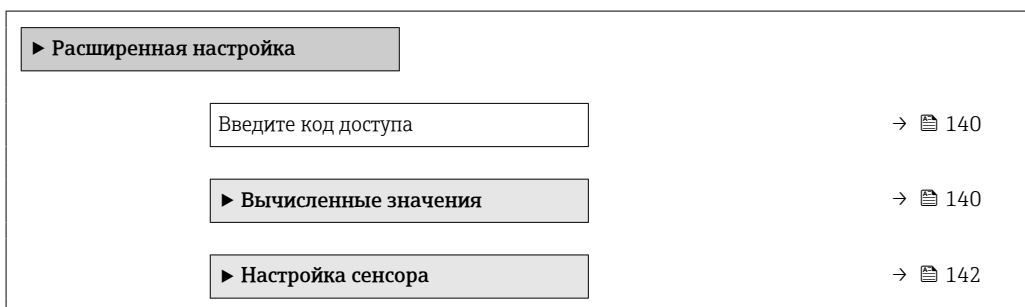 ▶ Расширенная настройка
Введите код доступа → 140
▶ Вычисленные значения → 140
▶ Настройка сенсора → 142